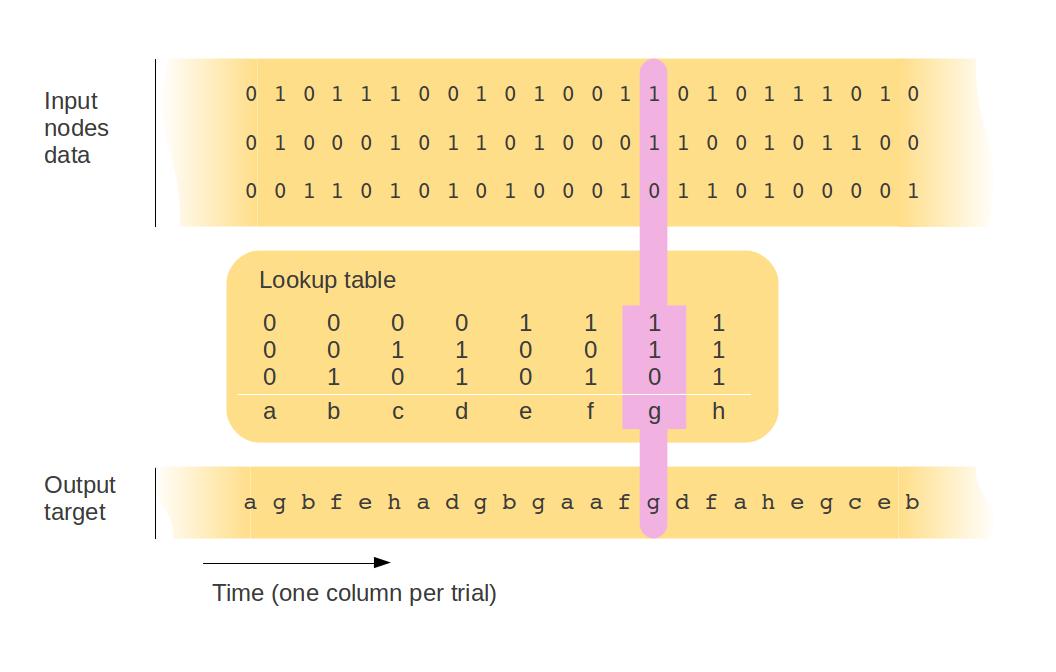 Input
nodes
data
0 1 0 1 1 1 0 0 1 0 1 0 0 1 1 0 1 0 1 1 1 0 1 0
0 1 0 0 0 1 0 1 1 0 1 0 0 0 1 1 0 0 1 0 1 1 0 0
0 0 1 1 0 1 0 1 0 1 0 0 0 1 0 1 1 0 1 0 0 0 0 1
Lookup table
0 0 0 0 1 1 1 1
0 0 1 1 0 0 1 1
0 1 0 1 0 1 0 1
a b c d e f g h
Output
target
a g b f e h a d g b g a a f g d f a h e g c e b
Time (one column per trial)